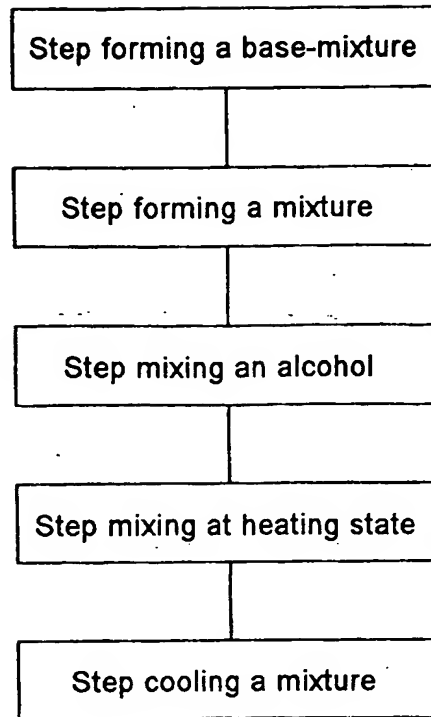 Step forming a base-mixture
Step forming a mixture
Step mixing an alcohol
Step mixing at heating state
Step cooling a mixture